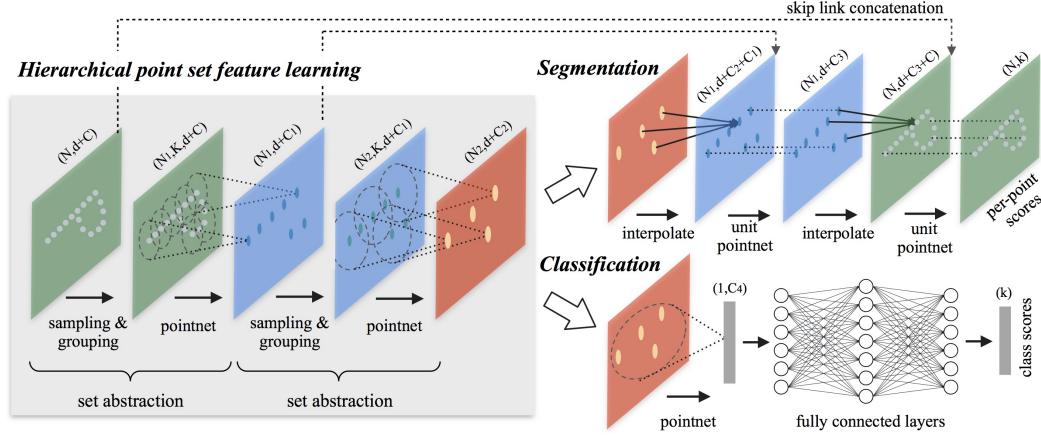 skip link concatenation
Hierarchical point set feature learning
(N,d+C)
(N1,K,d+C)
(N1,d+C1)
(N2,K,d+C1)
(N2,d+C2)
sampling &
grouping
pointnet
sampling &
grouping
pointnet
set abstraction
set abstraction
Segmentation
(N1,d+C2+C1)
(N1,d+C3)
(N,d+C3+C)
(N,k)
per-point
scores
interpolate
unit
pointnet
interpolate
unit
pointnet
Classification
(1,C4)
(k)
class scores
pointnet
fully connected layers